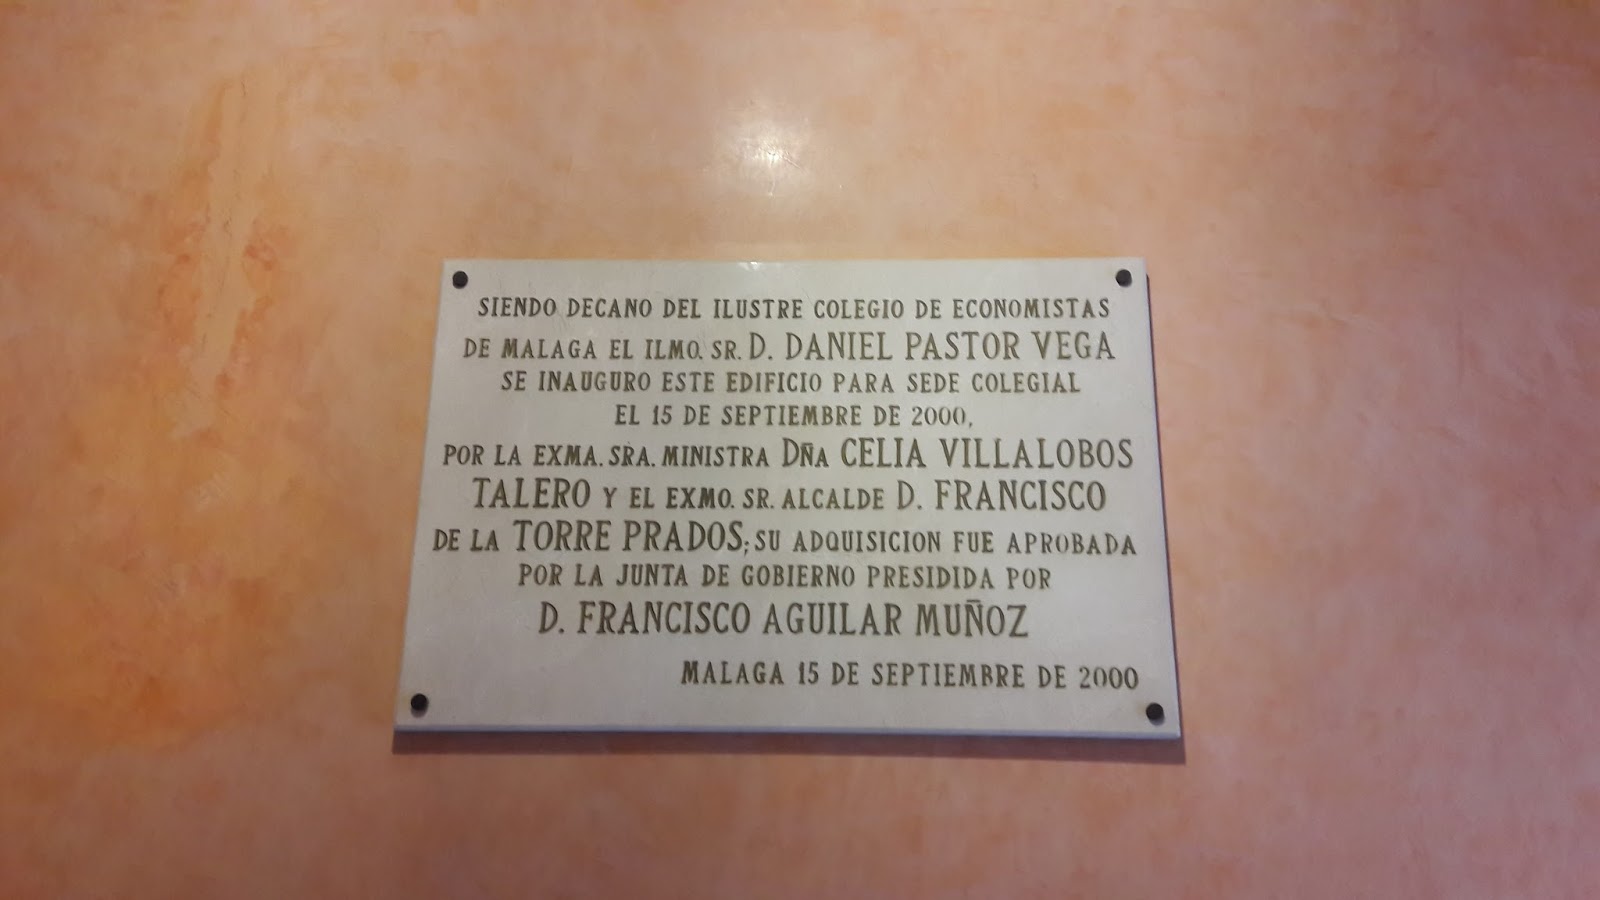 SIENDO DECANO DEL ILUSTRE COLEGIO DE ECONOMISTAS
DE MALAGA EL ILMO. SR. D. DANIEL PASTOR VEGA
SE INAUGURO ESTE EDIFICIO PARA SEDE COLEGIAL
EL 15 DE SEPTIEMBRE DE 2000,
POR LA EXMA. SRA. MINISTRA DÑA CELIA VILLALOBOS
TALERO Y EL EXMO. SR. ALCALDE D. FRANCISCO
DE LA TORRE PRADOS; SU ADQUISICION FUE APROBADA
POR LA JUNTA DE GOBIERNO PRESIDIDA POR
D. FRANCISCO AGUILAR MUÑOZ
MALAGA 15 DE SEPTIEMBRE DE 2000